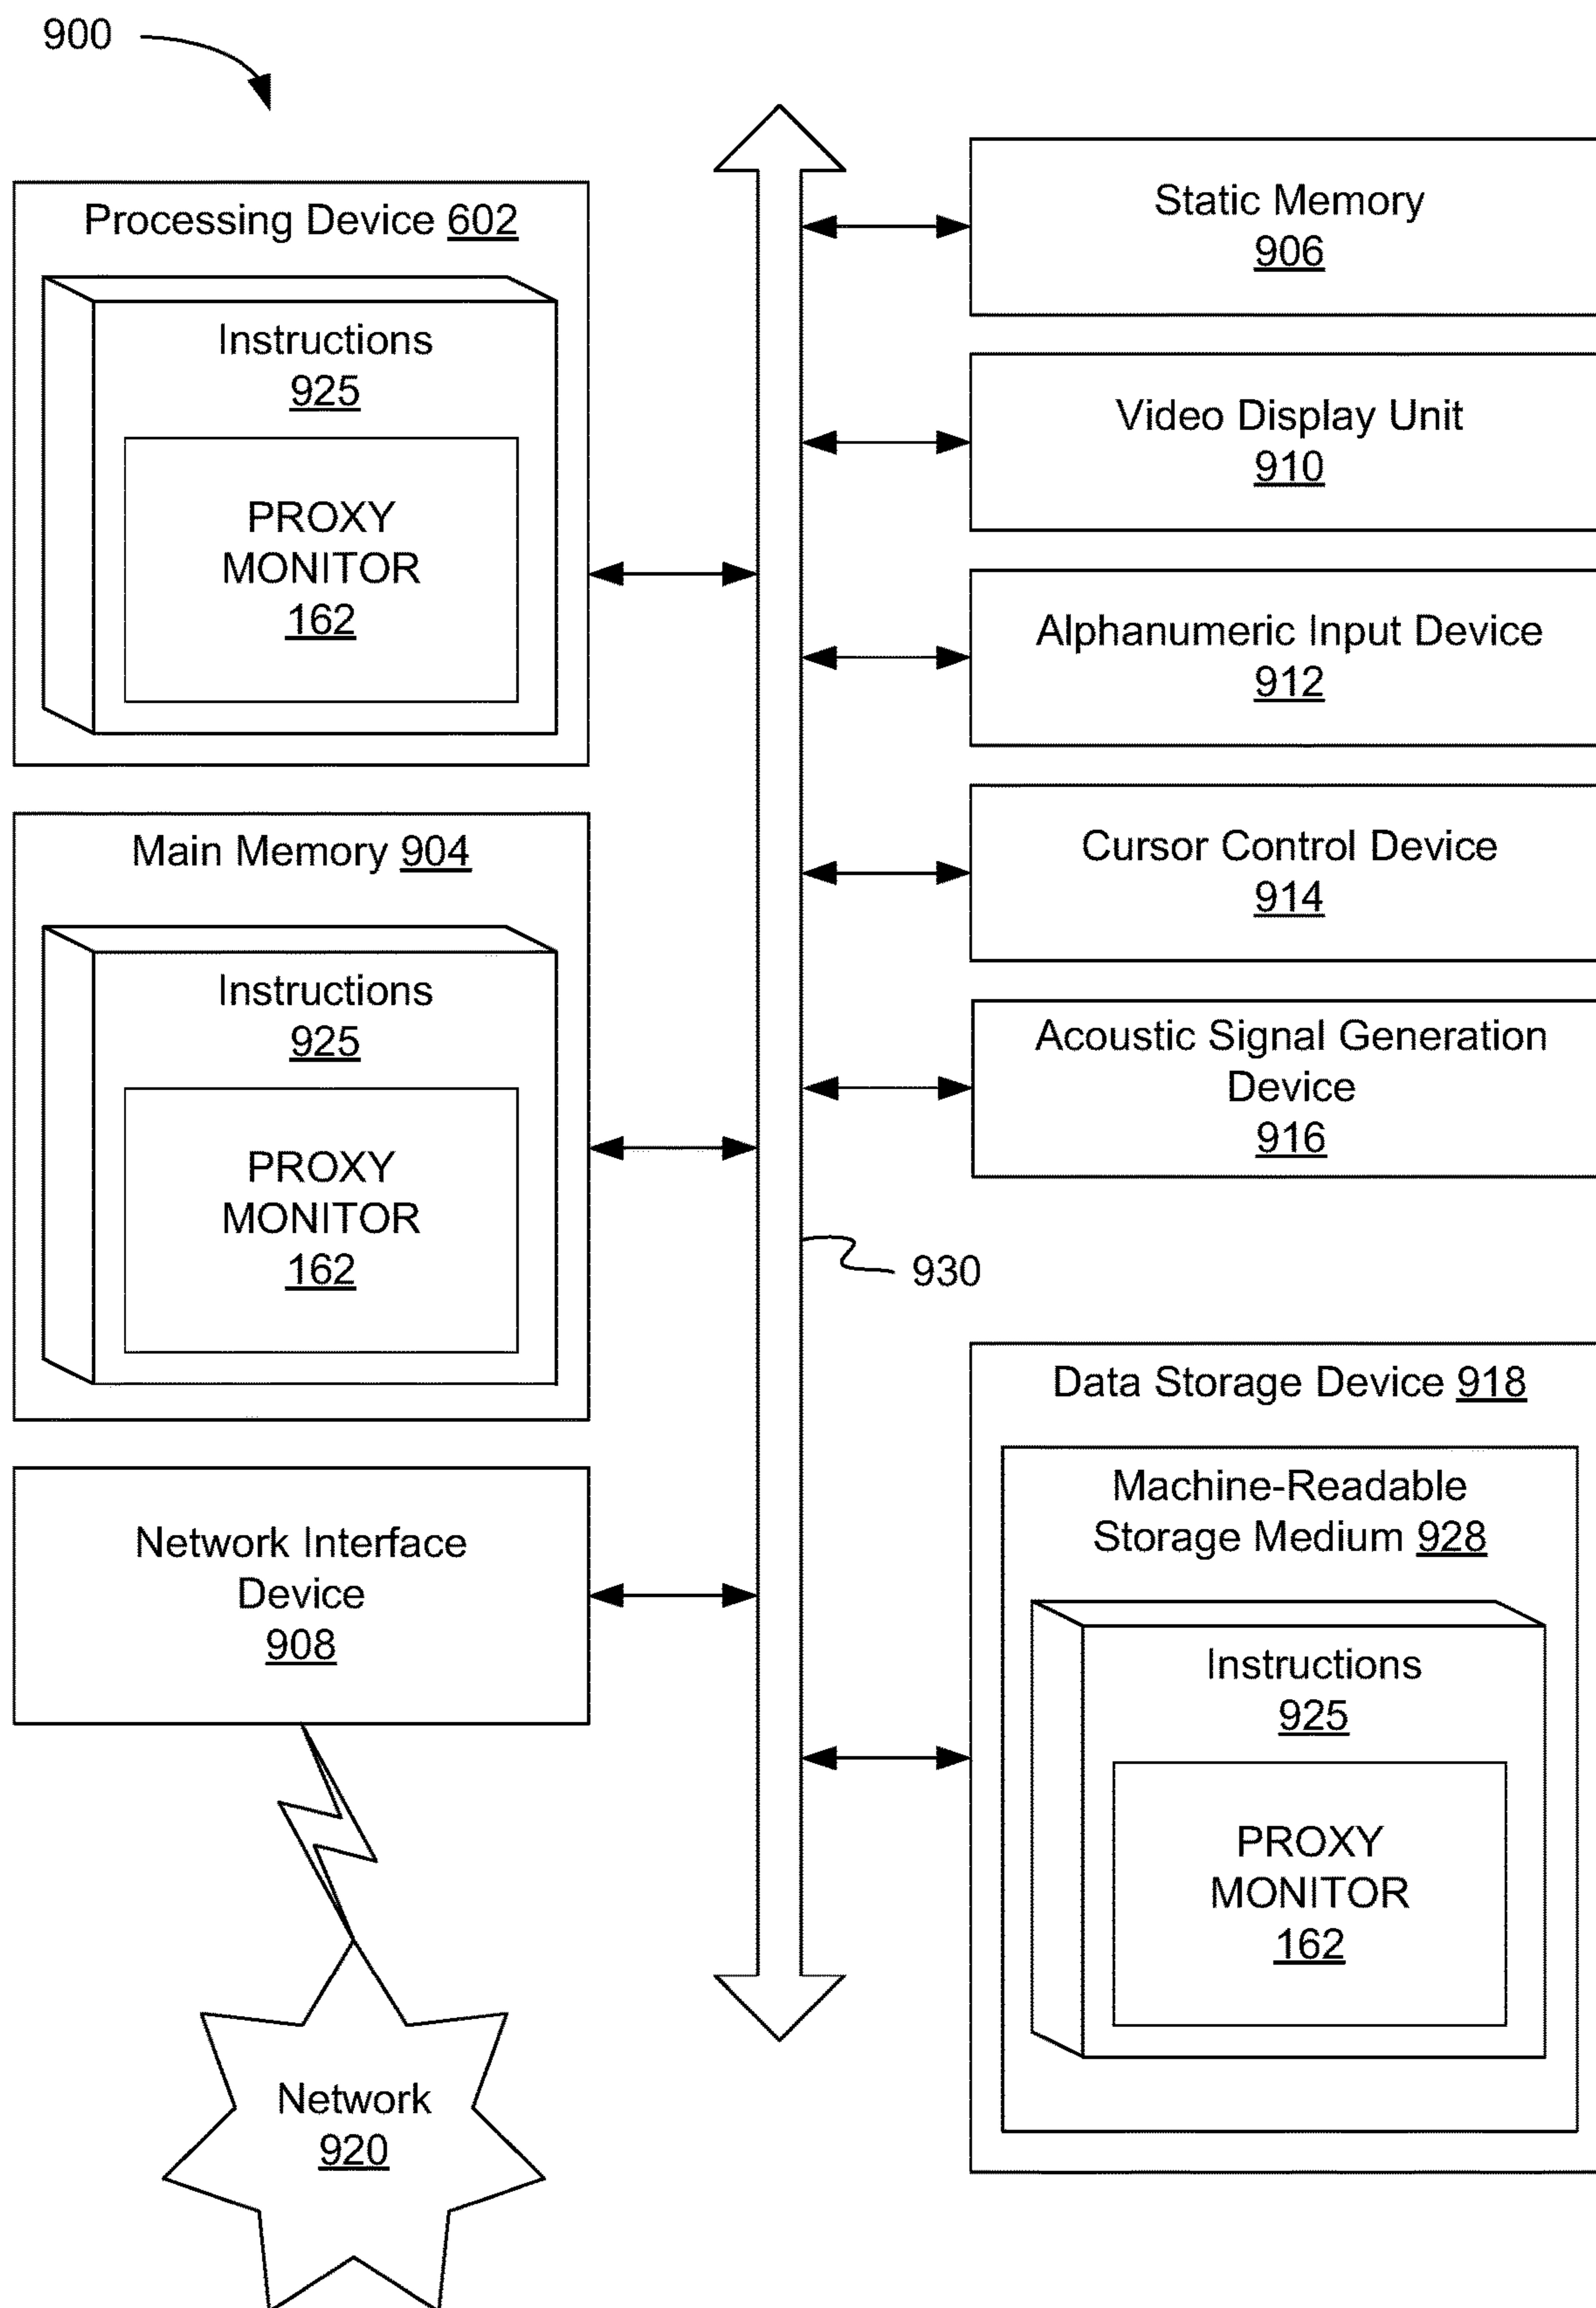 900
Processing Device 602
Instructions
925
PROXY
MONITOR
162
Main Memory 904
Instructions
925
PROXY
MONITOR
162
Network Interface
Device
908
Network
920
Static Memory
906
Video Display Unit
910
Alphanumeric Input Device
912
Cursor Control Device
914
Acoustic Signal Generation
Device
916
930
Data Storage Device 918
Machine-Readable
Storage Medium 928
Instructions
925
PROXY
MONITOR
162